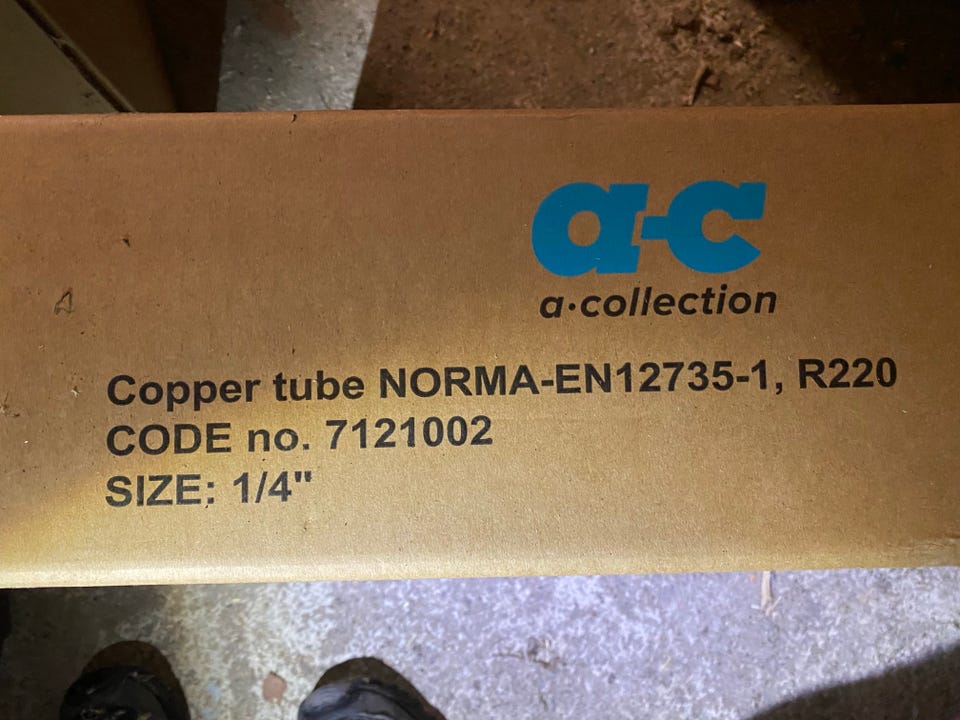 a-c
a·collection
Copper tube NORMA-EN12735-1, R220
CODE no. 7121002
SIZE: 1/4"